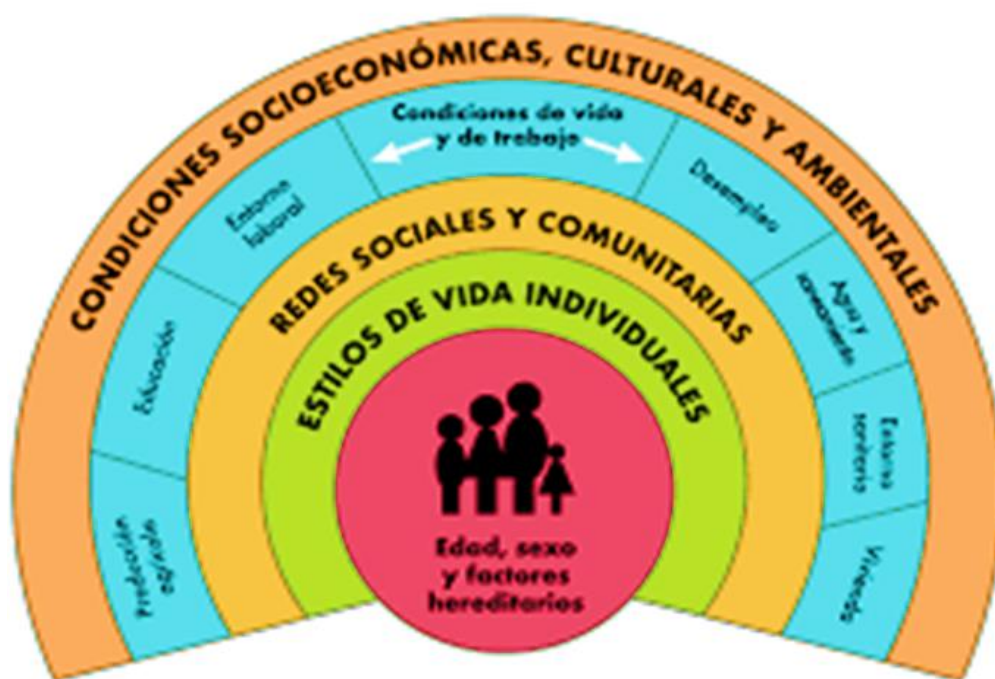 CONDICIONES SOCIOECONÓMICAS, CULTURALES Y AMBIENTALES
Condiciones de vida
y de trabajo
Producción
agrícola
Educación
Entorno
laboral
Desempleo
Agua y
saneamiento
Entorno
sanitario
Vivienda
REDES SOCIALES Y COMUNITARIAS
ESTILOS DE VIDA INDIVIDUALES
Edad, sexo
y factores
hereditarios